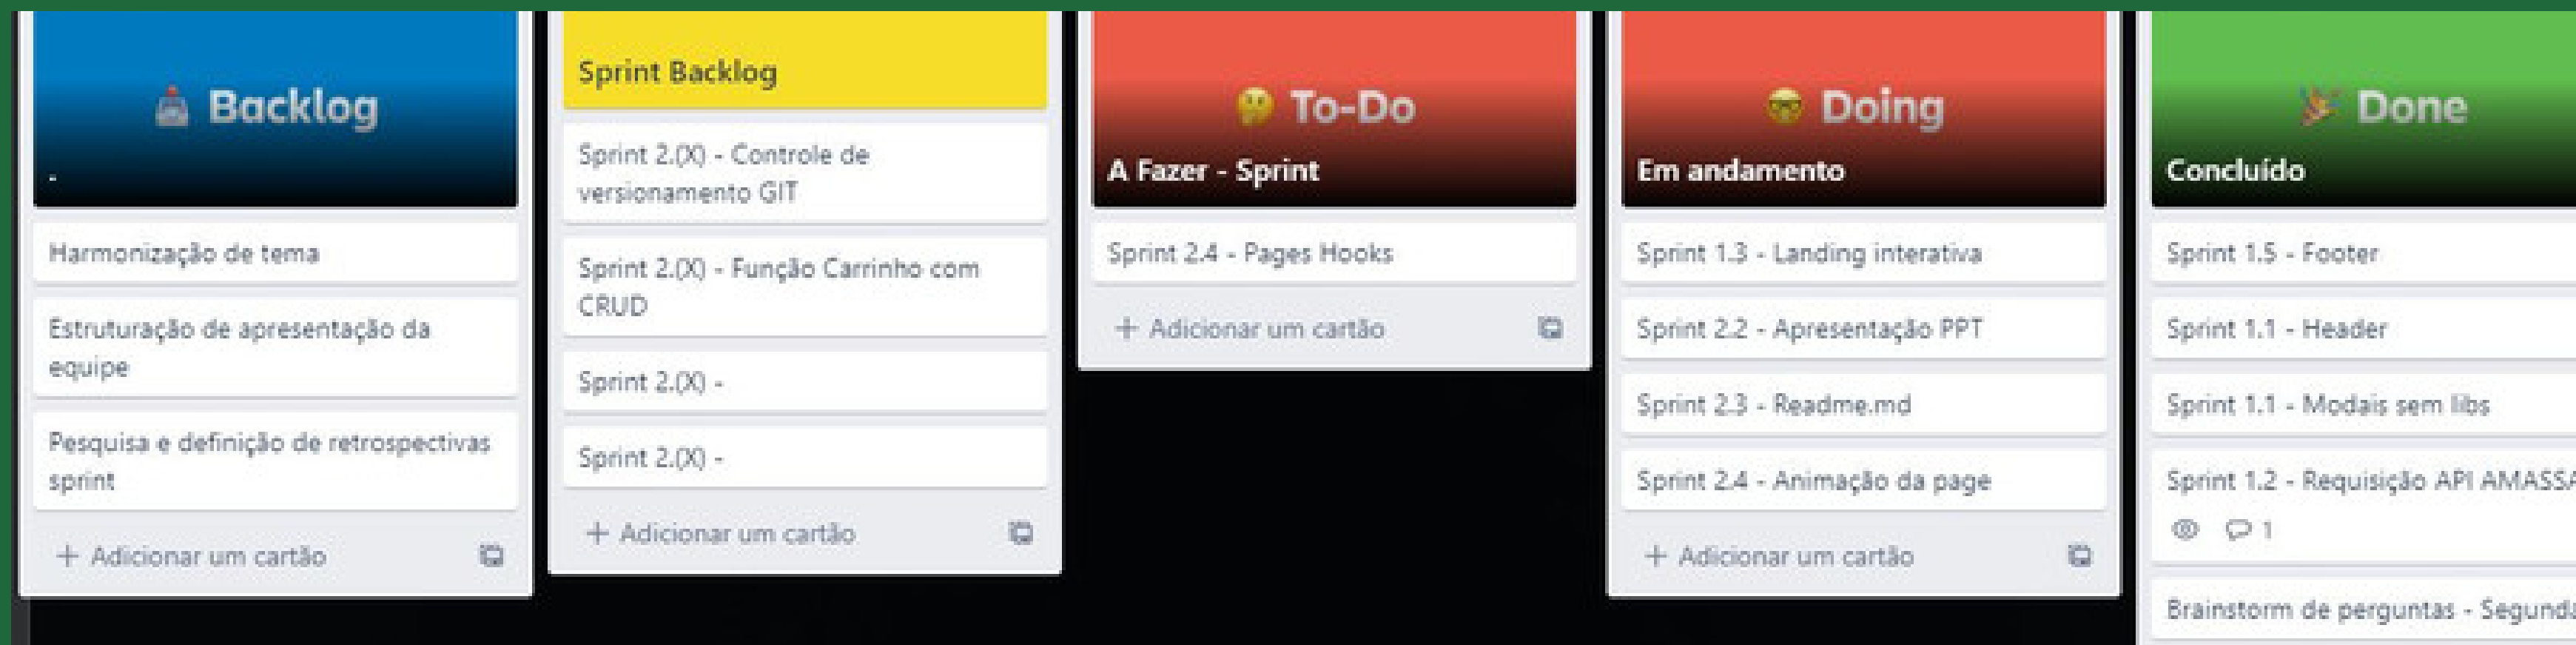 Backlog
.
Harmonização de tema
Estruturação de apresentação da
equipe
Pesquisa e definição de retrospectivas
sprint
+ Adicionar um cartão
Sprint Backlog
Sprint 2.(X) - Controle de
versionamento GIT
Sprint 2.(X) - Função Carrinho com
CRUD
Sprint 2.(X) -
Sprint 2.(X) -
+ Adicionar um cartão
To-Do
A Fazer - Sprint
Sprint 2.4 - Pages Hooks
+ Adicionar um cartão
Doing
Em andamento
Sprint 1.3 - Landing interativa
Sprint 2.2 - Apresentação PPT
Sprint 2.3 - Readme.md
Sprint 2.4 - Animação da page
+ Adicionar um cartão
Done
Concluído
Sprint 1.5 - Footer
Sprint 1.1 - Header
Sprint 1.1 - Modais sem libs
Sprint 1.2 - Requisição API AMASSA
1
Brainstorm de perguntas - Segunda